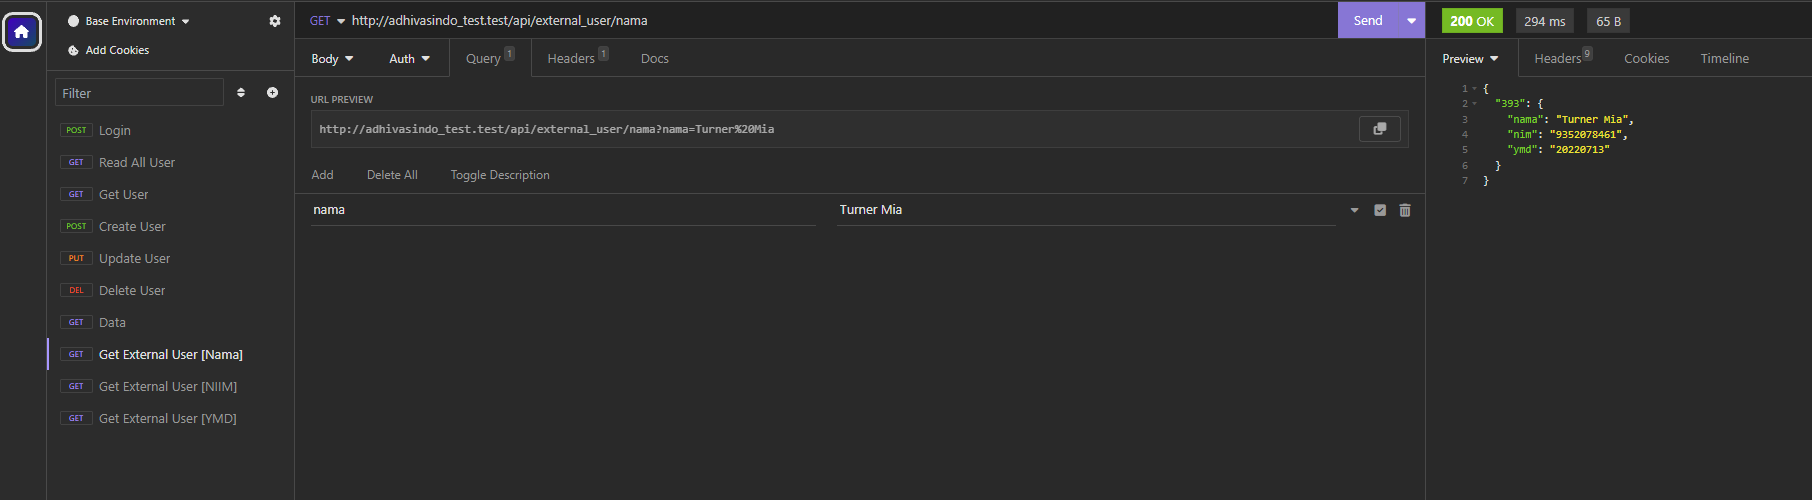 Base Environment
Add Cookies
Filter
POST Login
GET Read All User
GET Get User
POST Create User
PUT Update User
DEL Delete User
GET Data
GET Get External User [Nama]
GET Get External User [NIIM]
GET Get External User [YMD]
GET http://adhivasindo_test.test/api/external_user/nama
Send
Body Auth Query 1 Headers 1 Docs
URL PREVIEW
http://adhivasindo_test.test/api/external_user/nama?nama=Turner%20Mia
Add Delete All Toggle Description
nama Turner Mia
200 OK 294 ms 65 B
Preview Headers 9 Cookies Timeline
1 {
2 "393": {
3 "nama": "Turner Mia",
4 "nim": "9352078461",
5 "ymd": "20220713"
6 }
7 }